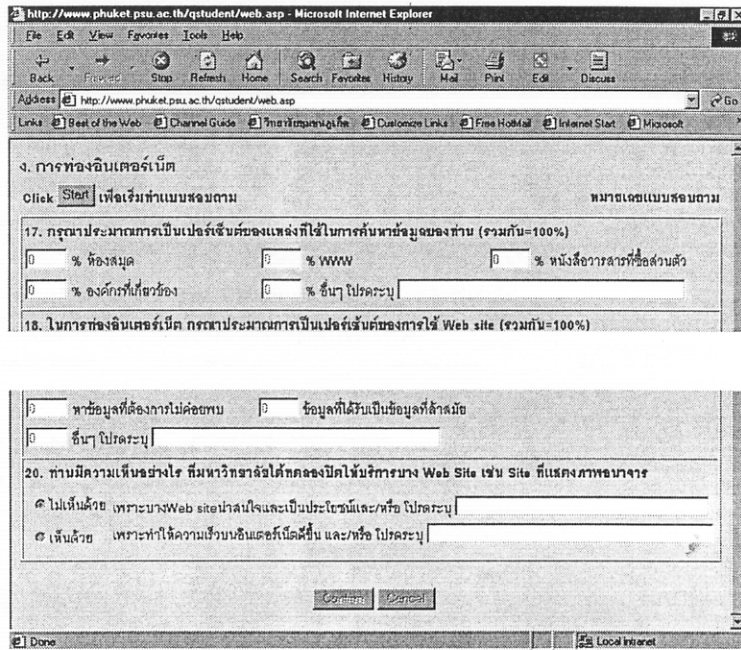 http://www.phuket.psu.ac.th/qstudent/web.asp - Microsoft Internet Explorer
File Edit View Favorites Tools Help
Back Forward Stop Refresh Home Search Favorites History Mail Print Edit Discuss
Address http://www.phuket.psu.ac.th/qstudent/web.asp Go
Links Best of the Web Channel Guide วิทยาลัยชุมชนภูเก็ต Customize Links Free HotMail Internet Start Microsoft
ง. การท่องอินเตอร์เน็ต
Click Start เพื่อเริ่มทำแบบสอบถาม หมายเลขแบบสอบถาม
17. กรุณาประมาณการเป็นเปอร์เซ็นต์ของแหล่งที่ใช้ในการค้นหาข้อมูลของท่าน (รวมกัน=100%)
0 % ห้องสมุด 0 % WWW 0 % หนังสือวารสารที่ซื้อส่วนตัว
0 % องค์กรที่เกี่ยวข้อง 0 % อื่นๆ โปรดระบุ
18. ในการท่องอินเตอร์เน็ต กรุณาประมาณการเป็นเปอร์เซ็นต์ของการใช้ Web site (รวมกัน=100%)
0 หาข้อมูลที่ต้องการไม่ค่อยพบ 0 ข้อมูลที่ได้รับเป็นข้อมูลที่ล้าสมัย
0 อื่นๆ โปรดระบุ
20. ท่านมีความเห็นอย่างไร ที่มหาวิทยาลัยได้ทดลองปิดให้บริการบาง Web Site เช่น Site ที่แสดงภาพอนาจาร
ไม่เห็นด้วย เพราะบางWeb siteน่าสนใจและเป็นประโยชน์และ/หรือ โปรดระบุ
เห็นด้วย เพราะทำให้ความเร็วบนอินเตอร์เน็ตดีขึ้น และ/หรือ โปรดระบุ
Confirm Cancel
Done Local intranet